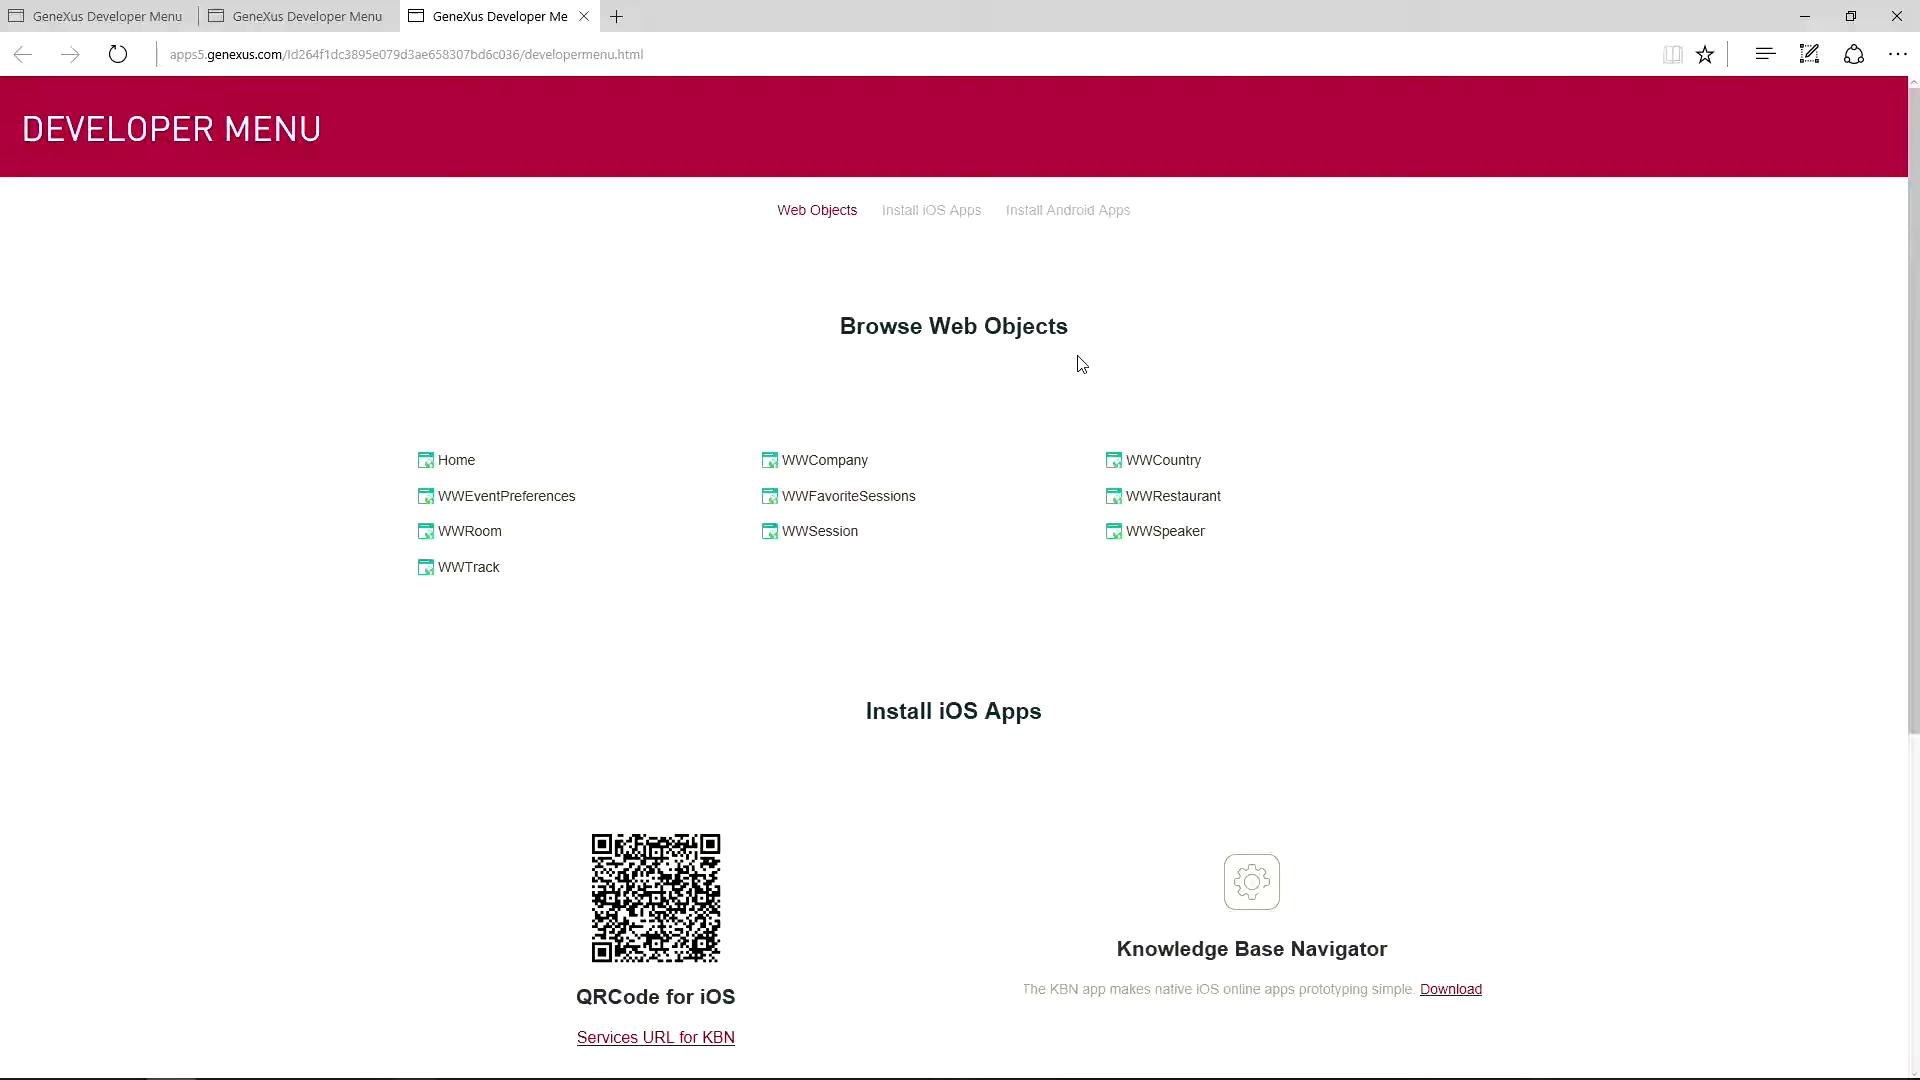 GeneXus Developer Menu GeneXus Developer Menu GeneXus Developer Me
apps5.genexus.com/Id264f1dc3895e079d3ae658307bd6c036/developermenu.html
DEVELOPER MENU
Web Objects Install iOS Apps Install Android Apps
Browse Web Objects
Home WWCompany WWCountry
WWEventPreferences WWFavoriteSessions WWRestaurant
WWRoom WWSession WWSpeaker
WWTrack
Install iOS Apps
QRCode for iOS
Services URL for KBN
Knowledge Base Navigator
The KBN app makes native iOS online apps prototyping simple. Download